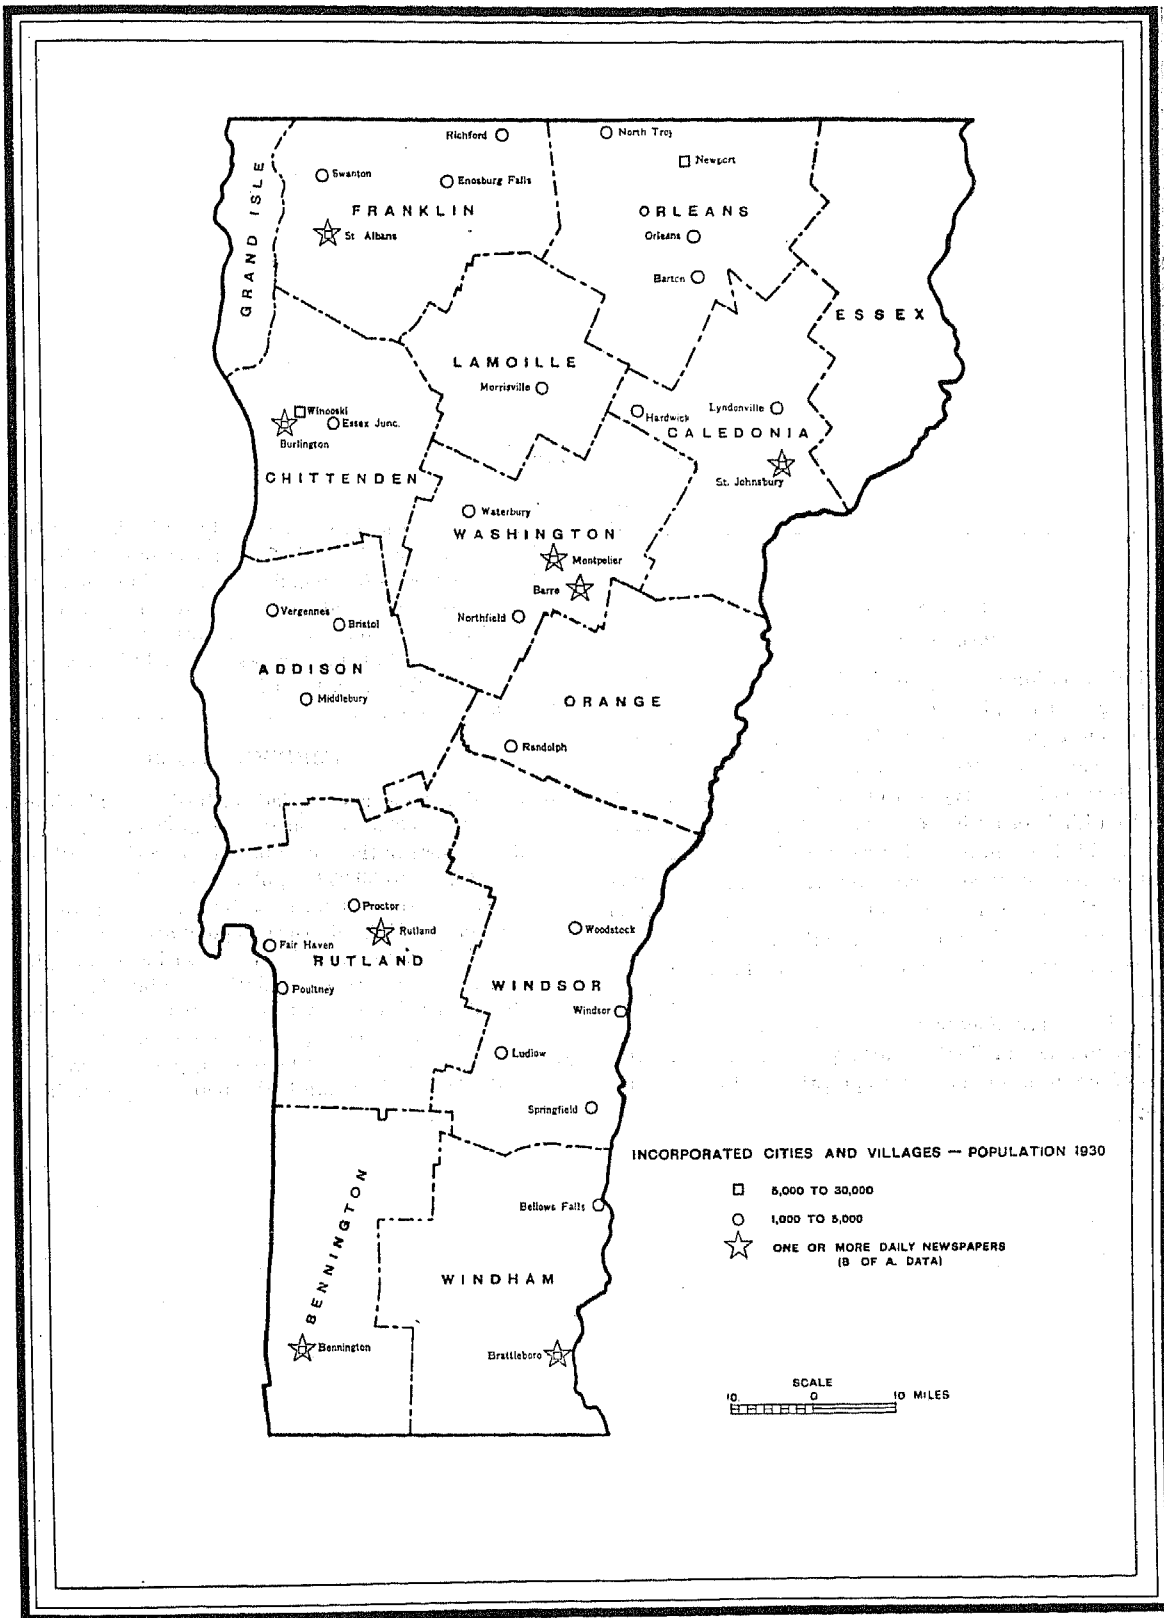 Richford
North Troy
Newport
Swanton
Enosburg Falls
GRAND ISLE
FRANKLIN
ORLEANS
St Albans
Orleans
Barton
ESSEX
LAMOILLE
Morrisville
Winooski
Essex Junc.
Burlington
Hardwick
Lyndonville
CALEDONIA
St. Johnsbury
CHITTENDEN
Waterbury
WASHINGTON
Montpelier
Barre
Vergennes
Bristol
Northfield
ADDISON
Middlebury
ORANGE
Randolph
Proctor
Rutland
Woodstock
Fair Haven
RUTLAND
Poultney
WINDSOR
Windsor
Ludlow
Springfield
INCORPORATED CITIES AND VILLAGES — POPULATION 1930
5,000 TO 30,000
1,000 TO 5,000
ONE OR MORE DAILY NEWSPAPERS
(B OF A. DATA)
Bellows Falls
BENNINGTON
WINDHAM
Bennington
Brattleboro
SCALE
10 0 10 MILES